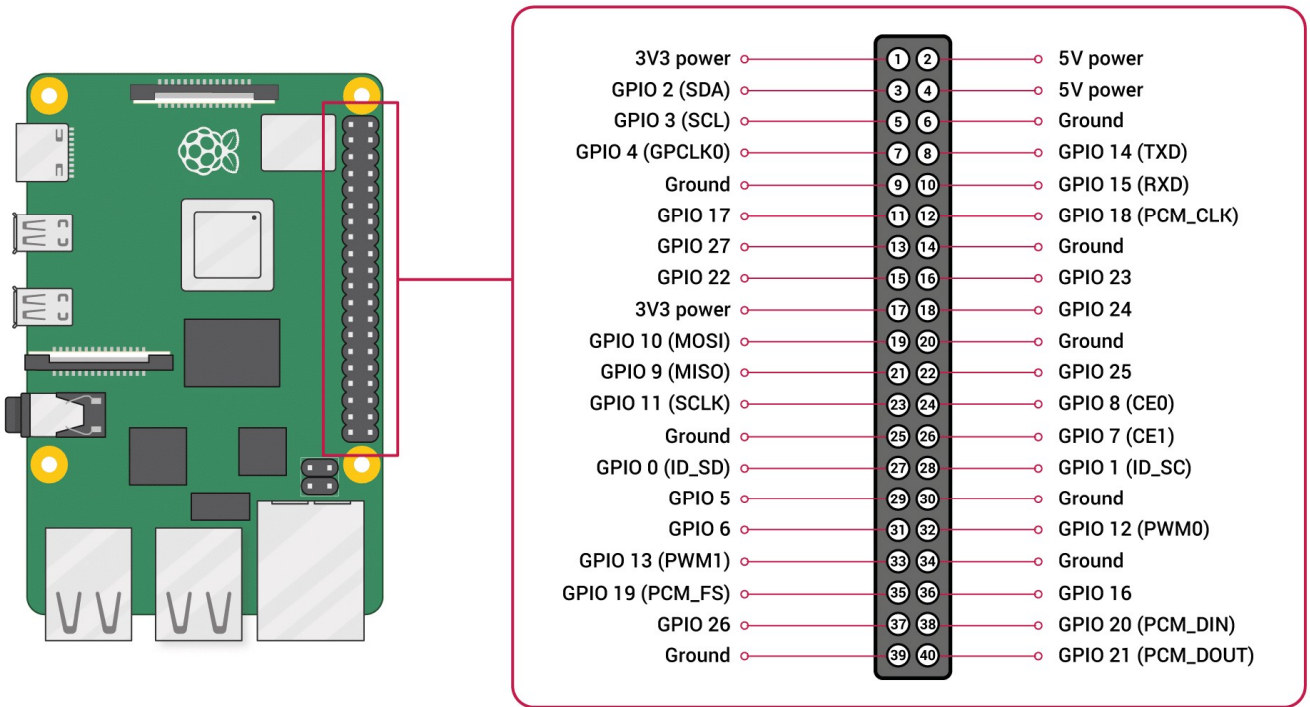 3V3 power 1 2 5V power
GPIO 2 (SDA) 3 4 5V power
GPIO 3 (SCL) 5 6 Ground
GPIO 4 (GPCLK0) 7 8 GPIO 14 (TXD)
Ground 9 10 GPIO 15 (RXD)
GPIO 17 11 12 GPIO 18 (PCM_CLK)
GPIO 27 13 14 Ground
GPIO 22 15 16 GPIO 23
3V3 power 17 18 GPIO 24
GPIO 10 (MOSI) 19 20 Ground
GPIO 9 (MISO) 21 22 GPIO 25
GPIO 11 (SCLK) 23 24 GPIO 8 (CE0)
Ground 25 26 GPIO 7 (CE1)
GPIO 0 (ID_SD) 27 28 GPIO 1 (ID_SC)
GPIO 5 29 30 Ground
GPIO 6 31 32 GPIO 12 (PWM0)
GPIO 13 (PWM1) 33 34 Ground
GPIO 19 (PCM_FS) 35 36 GPIO 16
GPIO 26 37 38 GPIO 20 (PCM_DIN)
Ground 39 40 GPIO 21 (PCM_DOUT)